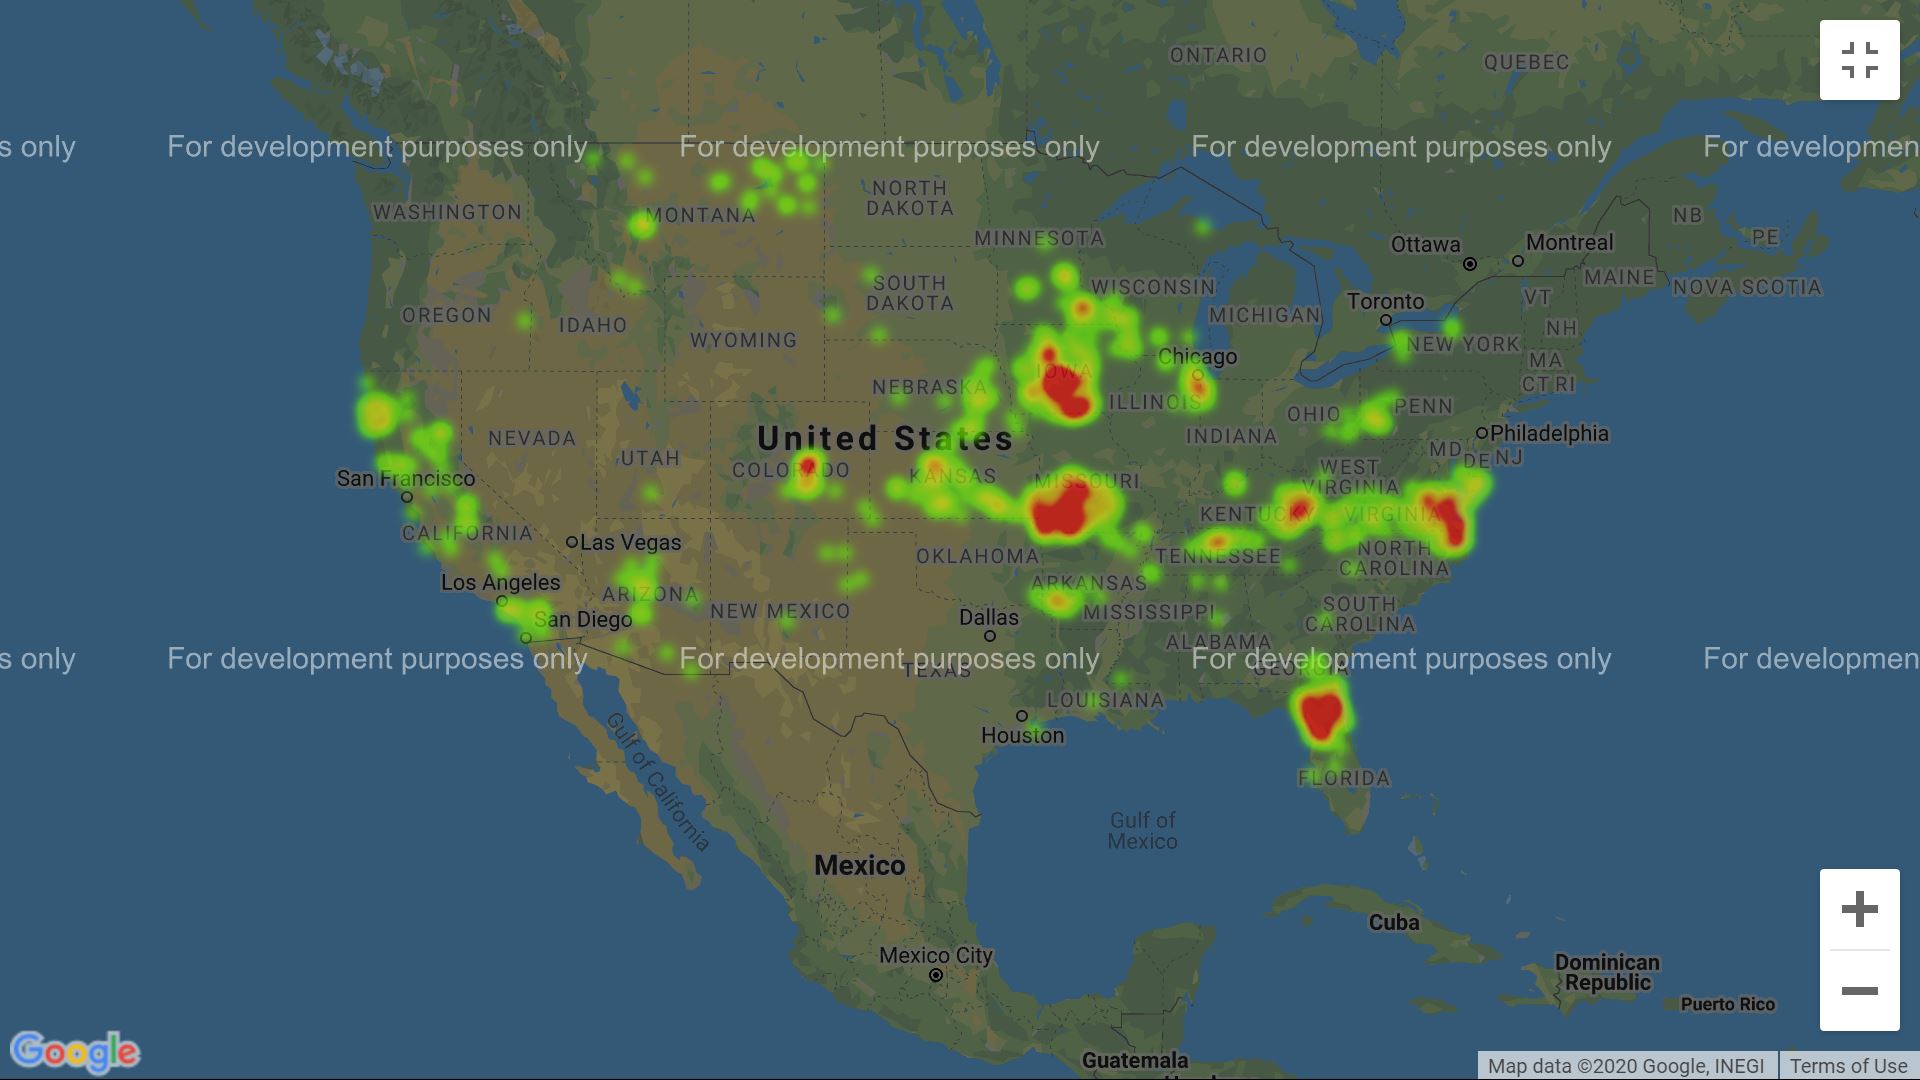 ONTARIO
QUEBEC
s only
For development purposes only
For development purposes only
For development purposes only
For developmen
WASHINGTON
MONTANA
NORTH
DAKOTA
MINNESOTA
Ottawa
Montreal
NB
PE
MAINE
NOVA SCOTIA
OREGON
IDAHO
SOUTH
DAKOTA
WISCONSIN
MICHIGAN
Toronto
VT
NH
WYOMING
Chicago
NEW YORK
MA
CT
RI
NEBRASKA
IOWA
ILLINOIS
OHIO
PENN
NEVADA
United States
INDIANA
Philadelphia
UTAH
COLORADO
KANSAS
MISSOURI
WEST
VIRGINIA
MD
DE
NJ
San Francisco
CALIFORNIA
Las Vegas
KENTUCKY
VIRGINIA
OKLAHOMA
TENNESSEE
NORTH
CAROLINA
Los Angeles
ARIZONA
NEW MEXICO
ARKANSAS
MISSISSIPPI
SOUTH
CAROLINA
San Diego
Dallas
ALABAMA
s only
For development purposes only
For development purposes only
For development purposes only
For developmen
TEXAS
GEORGIA
LOUISIANA
Houston
Gulf of California
FLORIDA
Gulf of
Mexico
Mexico
Cuba
Mexico City
Dominican
Republic
Puerto Rico
Guatemala
Google
Map data ©2020 Google, INEGI
Terms of Use